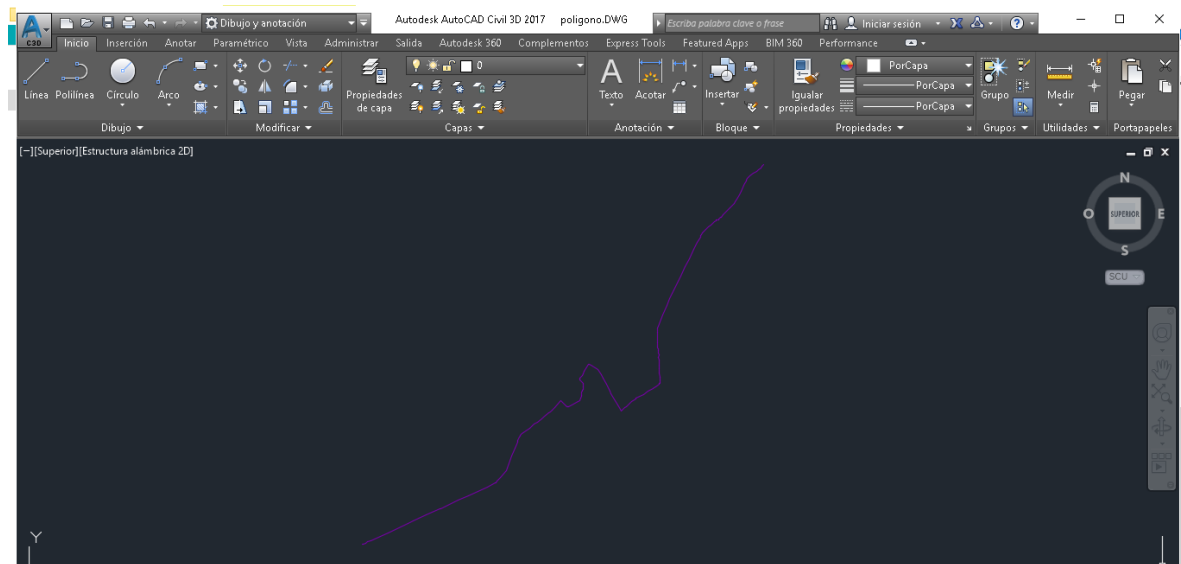 Dibujo y anotación
Autodesk AutoCAD Civil 3D 2017 poligono.DWG
Escriba palabra clave o frase
Iniciar sesión
C3D
Inicio Inserción Anotar Paramétrico Vista Administrar Salida Autodesk 360 Complementos Express Tools Featured Apps BIM 360 Performance
0
PorCapa
PorCapa
PorCapa
Línea Polilínea Círculo Arco
Propiedades de capa
Texto Acotar
Insertar
Igualar propiedades
Grupo
Medir
Pegar
Dibujo Modificar Capas Anotación Bloque Propiedades Grupos Utilidades Portapapeles
[−][Superior][Estructura alámbrica 2D]
N
O SUPERIOR E
S
SCU
Y